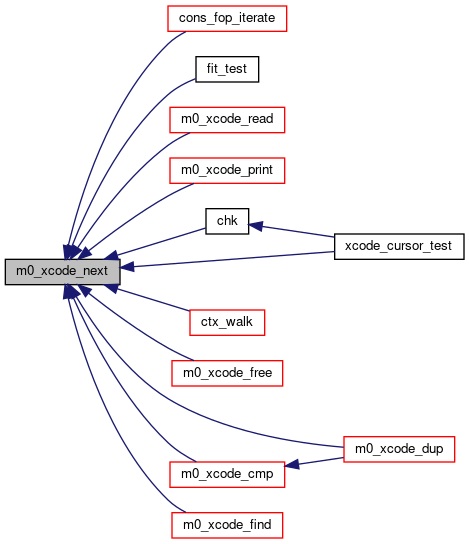 cons_fop_iterate
fit_test
m0_xcode_read
m0_xcode_print
chk
xcode_cursor_test
m0_xcode_next
ctx_walk
m0_xcode_free
m0_xcode_dup
m0_xcode_cmp
m0_xcode_find